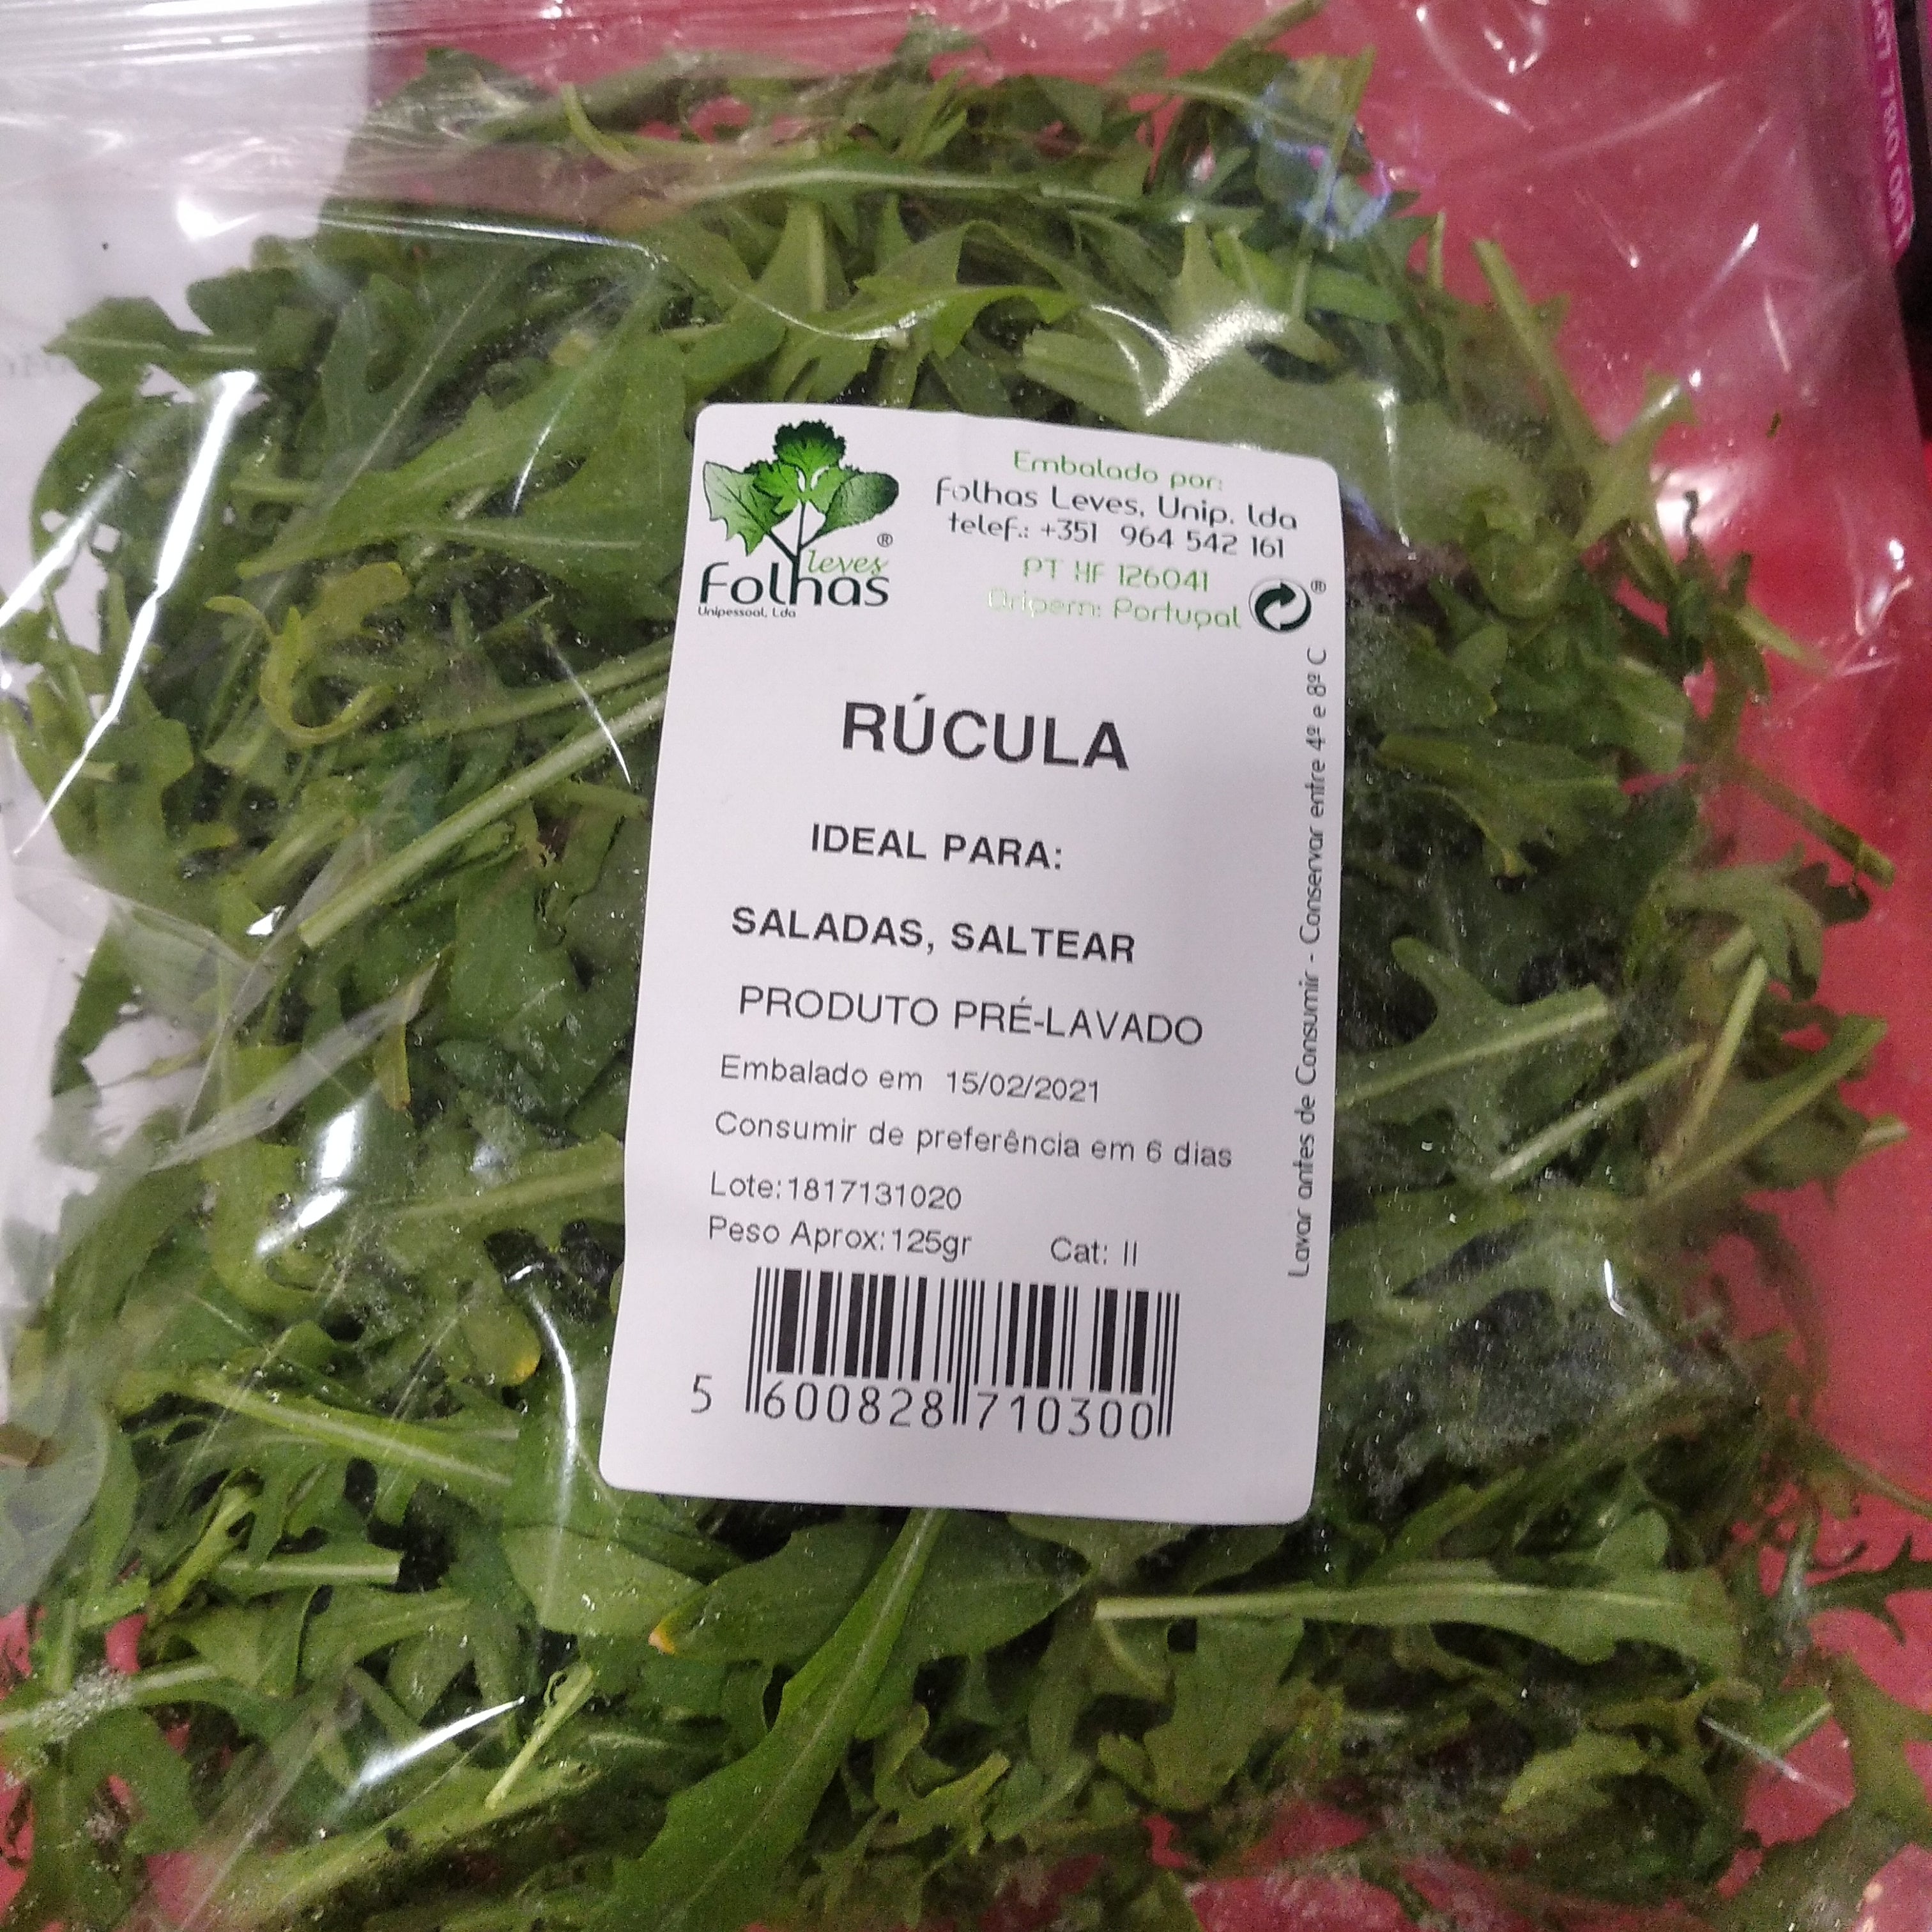 leves
Folhas
Unipessoal, Lda
®
Embalado por:
Folhas Leves, Unip. lda
telef.: +351 964 542 161
PT HF 126041
Origem: Portugal
®
RÚCULA
IDEAL PARA:
SALADAS, SALTEAR
PRODUTO PRÉ-LAVADO
Embalado em 15/02/2021
Consumir de preferência em 6 dias
Lote:1817131020
Peso Aprox:125gr Cat: II
5 600828 710300
Lavar antes de Consumir - Conservar entre 4º e 8º C